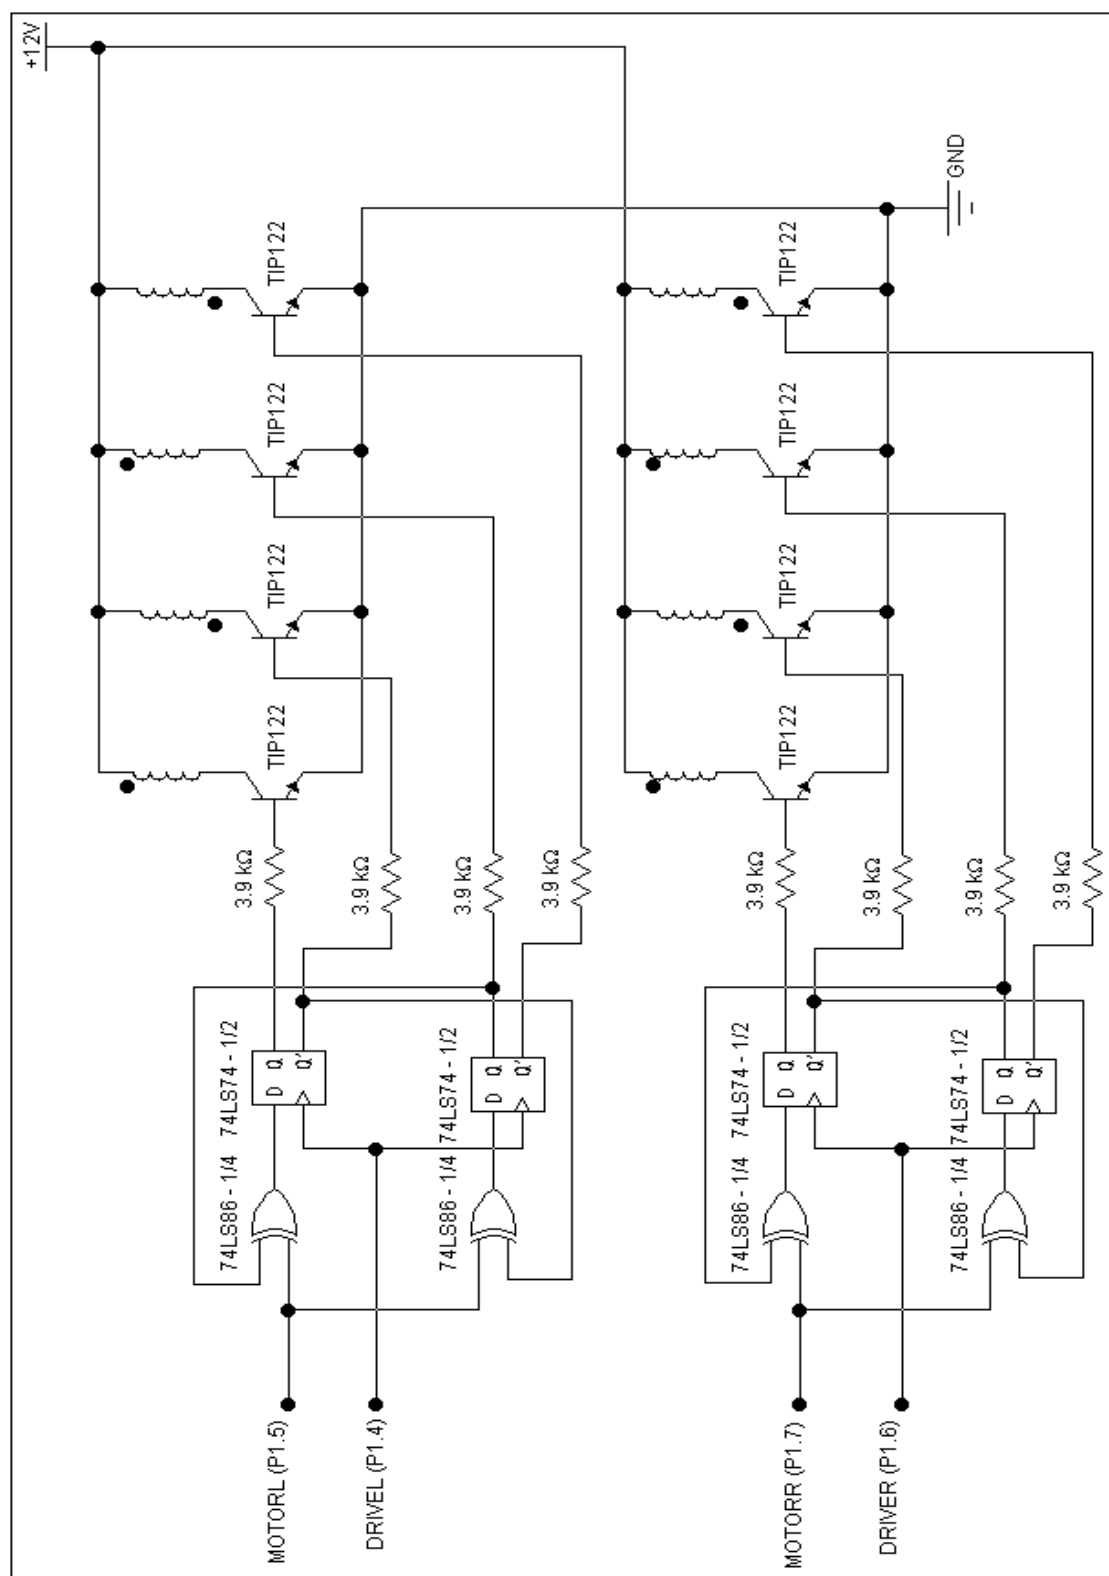 +12V
GND
TIP122
TIP122
TIP122
TIP122
TIP122
TIP122
TIP122
TIP122
3.9 kΩ
3.9 kΩ
3.9 kΩ
3.9 kΩ
3.9 kΩ
3.9 kΩ
3.9 kΩ
3.9 kΩ
74LS86 - 1/4 74LS74 - 1/2
D Q
Q'
74LS86 - 1/4 74LS74 - 1/2
D Q
Q'
74LS86 - 1/4 74LS74 - 1/2
D Q
Q'
74LS86 - 1/4 74LS74 - 1/2
D Q
Q'
MOTORL (P1.5)
DRIVEL (P1.4)
MOTORR (P1.7)
DRIVER (P1.6)